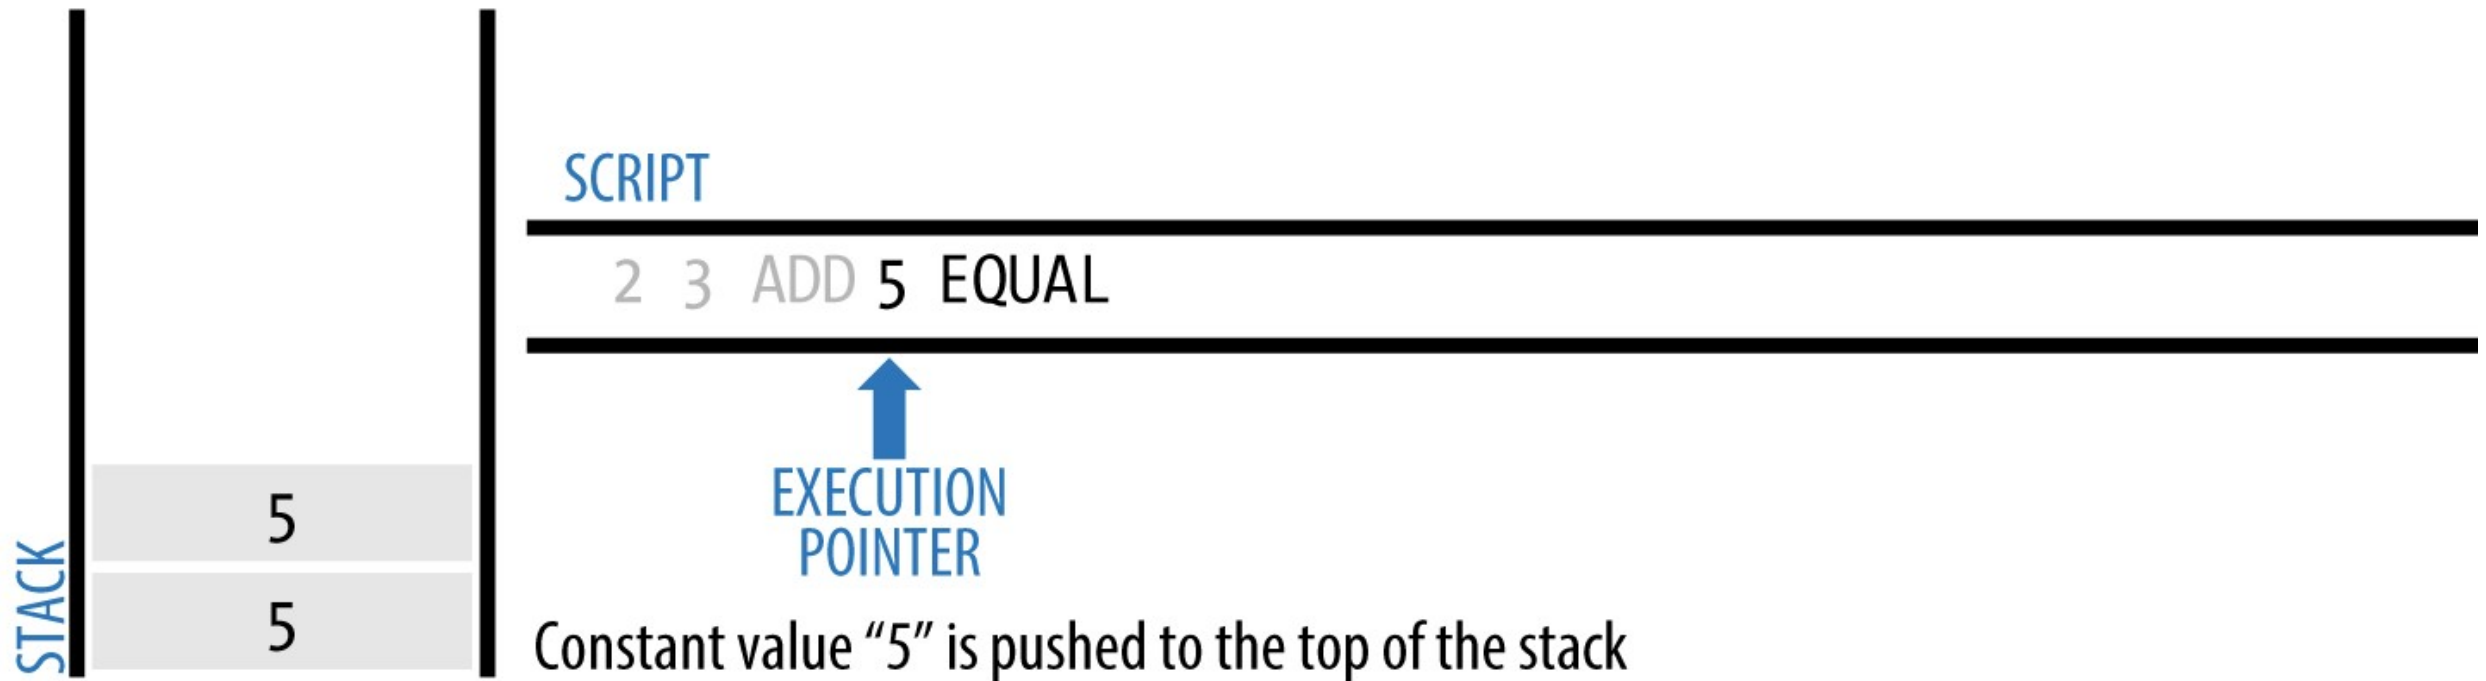 SCRIPT
2 3 ADD 5 EQUAL
EXECUTION
POINTER
5
5
STACK
Constant value “5” is pushed to the top of the stack